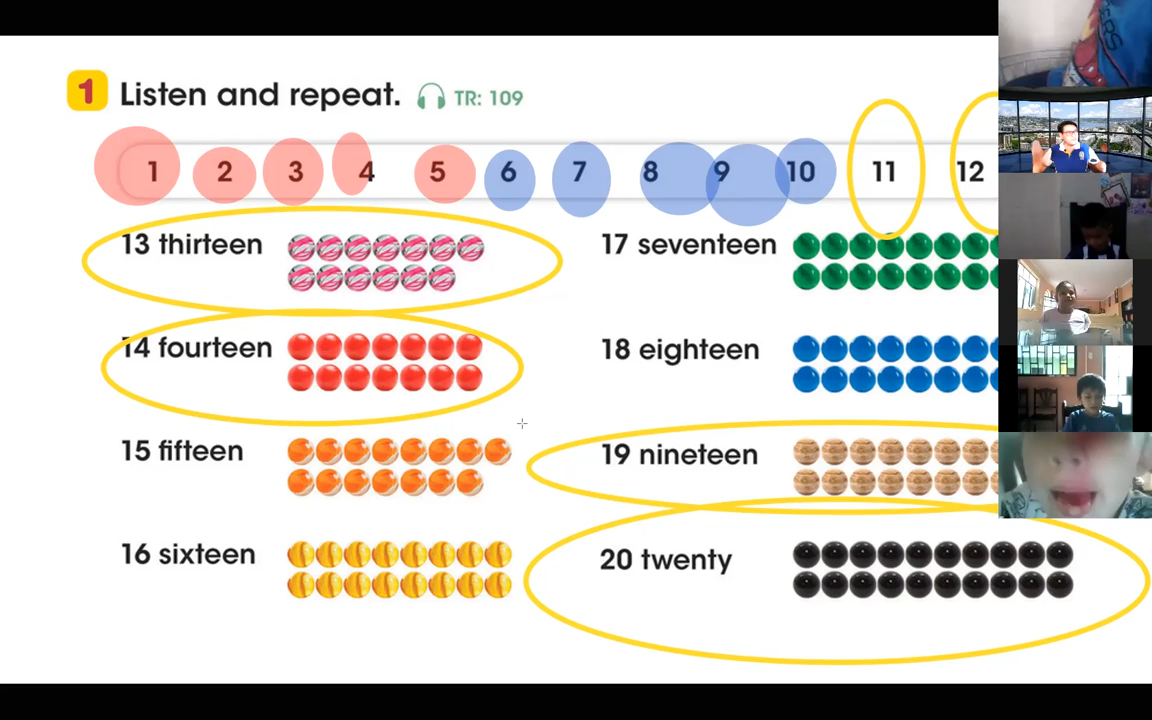 1 Listen and repeat. TR: 109
1 2 3 4 5 6 7 8 9 10 11 12
13 thirteen
14 fourteen
15 fifteen
16 sixteen
17 seventeen
18 eighteen
19 nineteen
20 twenty